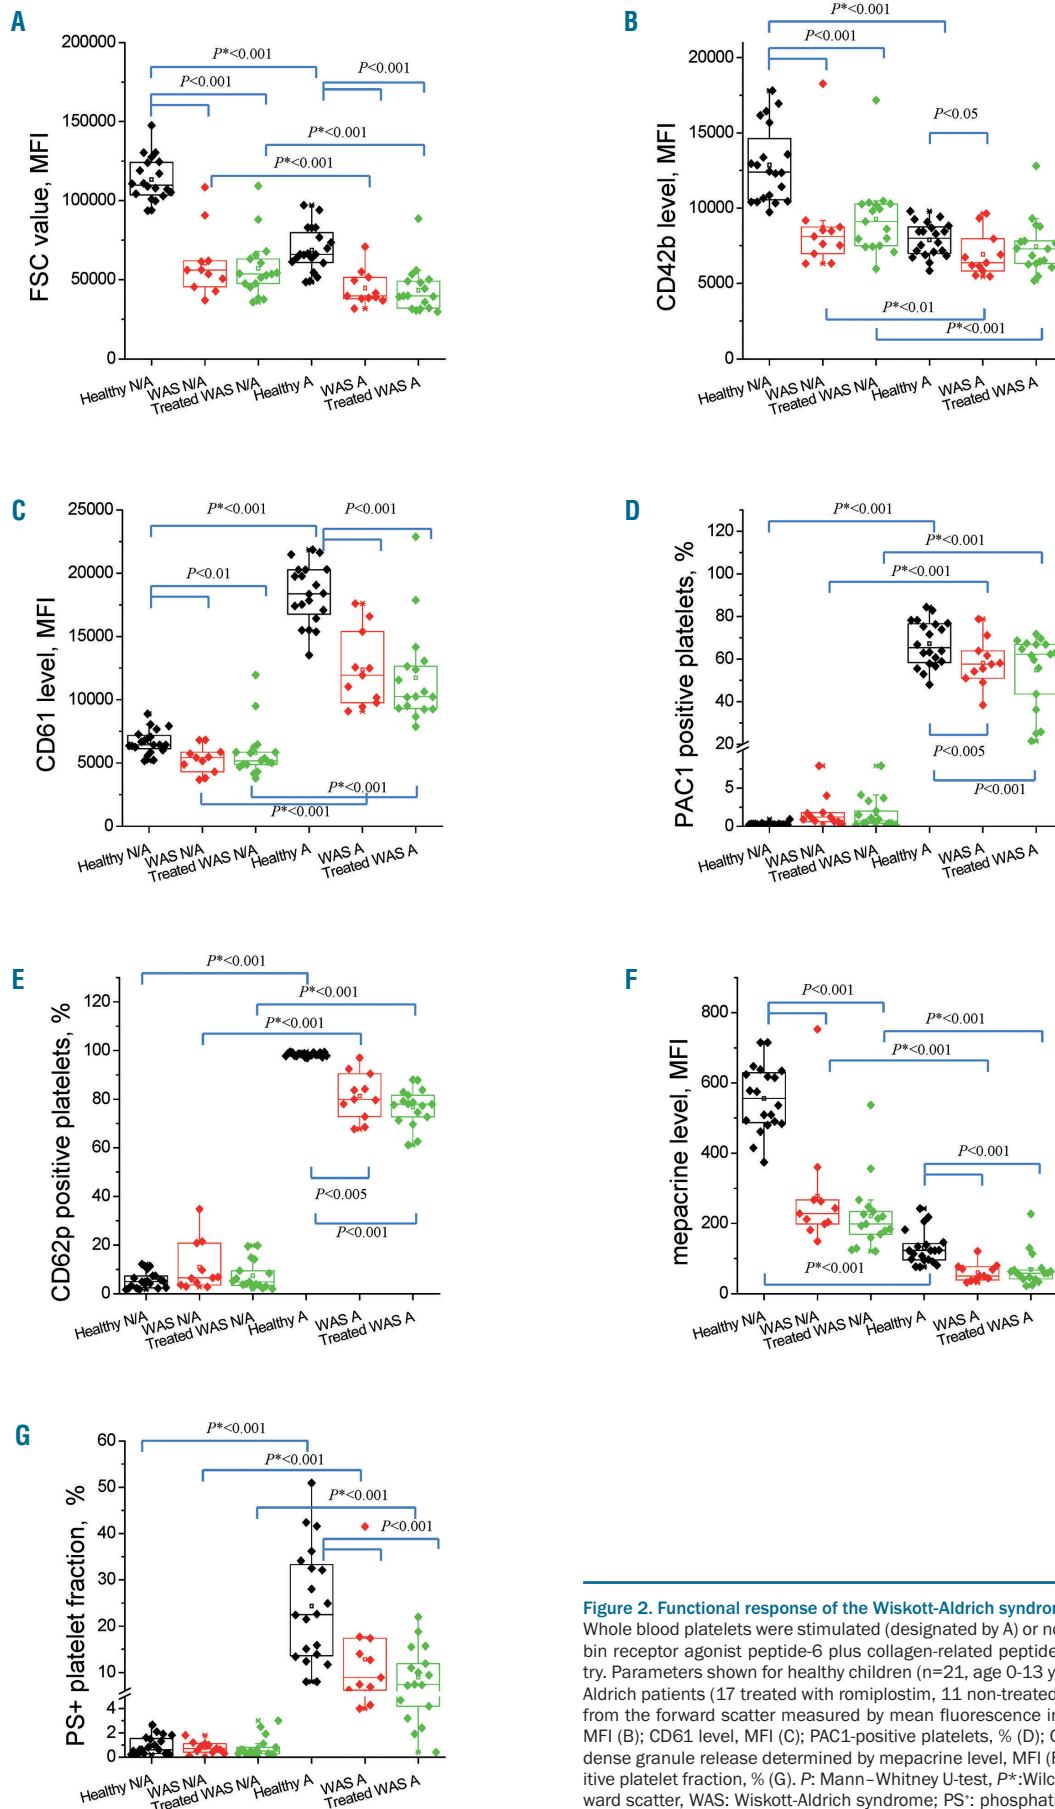 A
P*<0.001
P<0.001
P<0.001
P*<0.001
P*<0.001
200000
150000
100000
50000
0
FSC value, MFI
Healthy N/A
WAS N/A
Treated WAS N/A
Healthy A
WAS A
Treated WAS A
B
P*<0.001
P<0.001
P<0.05
P*<0.01
P*<0.001
20000
15000
10000
5000
0
CD42b level, MFI
Healthy N/A
WAS N/A
Treated WAS N/A
Healthy A
WAS A
Treated WAS A
C
P*<0.001
P<0.001
P<0.01
P*<0.001
P*<0.001
25000
20000
15000
10000
5000
0
CD61 level, MFI
Healthy N/A
WAS N/A
Treated WAS N/A
Healthy A
WAS A
Treated WAS A
D
P*<0.001
P*<0.001
P*<0.001
P<0.005
P<0.001
120
100
80
60
40
20
5
0
PAC1 positive platelets, %
Healthy N/A
WAS N/A
Treated WAS N/A
Healthy A
WAS A
Treated WAS A
E
P*<0.001
P*<0.001
P*<0.001
P<0.005
P<0.001
120
100
80
60
40
20
0
CD62p positive platelets, %
Healthy N/A
WAS N/A
Treated WAS N/A
Healthy A
WAS A
Treated WAS A
F
P<0.001
P*<0.001
P*<0.001
P<0.001
P*<0.001
800
600
400
200
0
mepacrine level, MFI
Healthy N/A
WAS N/A
Treated WAS N/A
Healthy A
WAS A
Treated WAS A
G
P*<0.001
P*<0.001
P*<0.001
P<0.001
60
50
40
30
20
10
4
2
0
PS+ platelet fraction, %
Healthy N/A
WAS N/A
Treated WAS N/A
Healthy A
WAS A
Treated WAS A
Figure 2. Functional response of the Wiskott-Aldrich syndrom
Whole blood platelets were stimulated (designated by A) or no
bin receptor agonist peptide-6 plus collagen-related peptide
try. Parameters shown for healthy children (n=21, age 0-13 y
Aldrich patients (17 treated with romiplostim, 11 non-treated
from the forward scatter measured by mean fluorescence in
MFI (B); CD61 level, MFI (C); PAC1-positive platelets, % (D); C
dense granule release determined by mepacrine level, MFI (F
itive platelet fraction, % (G). P: Mann–Whitney U-test, P*:Wilc
ward scatter, WAS: Wiskott-Aldrich syndrome; PS+: phosphat